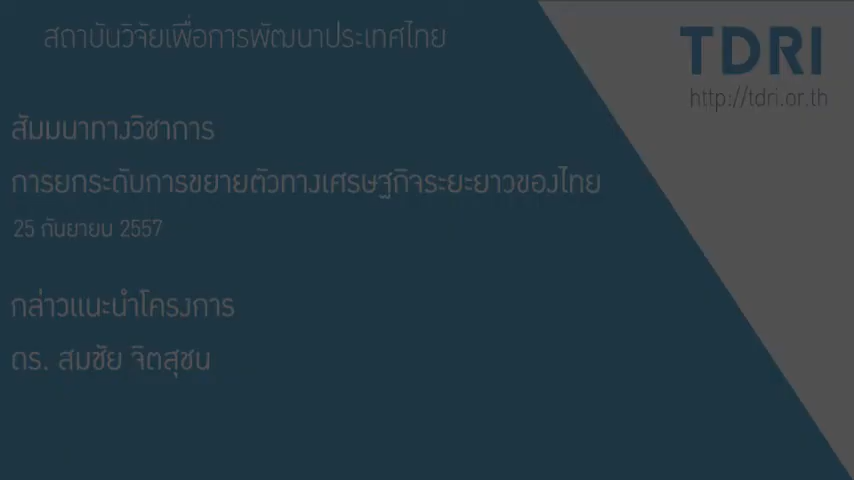 สถาบันวิจัยเพื่อการพัฒนาประเทศไทย
TDRI
http://tdri.or.th
สัมมนาทางวิชาการ
การยกระดับการขยายตัวทางเศรษฐกิจระยะยาวของไทย
25 กันยายน 2557
กล่าวแนะนำโครงการ
ดร. สมชัย จิตสุชน